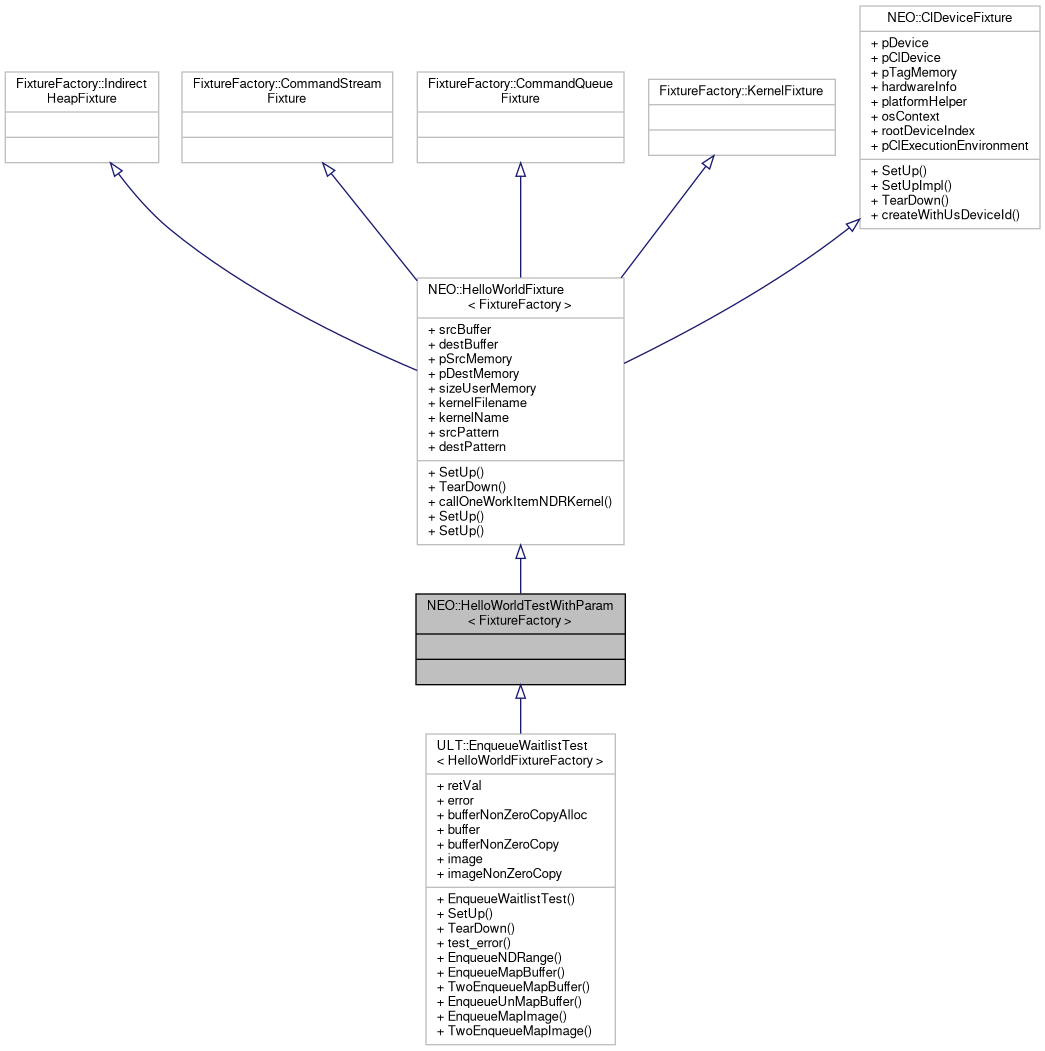 FixtureFactory::Indirect
HeapFixture
FixtureFactory::CommandStream
Fixture
FixtureFactory::CommandQueue
Fixture
FixtureFactory::KernelFixture
NEO::ClDeviceFixture
+ pDevice
+ pClDevice
+ pTagMemory
+ hardwareInfo
+ platformHelper
+ osContext
+ rootDeviceIndex
+ pClExecutionEnvironment
+ SetUp()
+ SetUpImpl()
+ TearDown()
+ createWithUsDeviceId()
NEO::HelloWorldFixture
< FixtureFactory >
+ srcBuffer
+ destBuffer
+ pSrcMemory
+ pDestMemory
+ sizeUserMemory
+ kernelFilename
+ kernelName
+ srcPattern
+ destPattern
+ SetUp()
+ TearDown()
+ callOneWorkItemNDRKernel()
+ SetUp()
+ SetUp()
NEO::HelloWorldTestWithParam
< FixtureFactory >
ULT::EnqueueWaitlistTest
< HelloWorldFixtureFactory >
+ retVal
+ error
+ bufferNonZeroCopyAlloc
+ buffer
+ bufferNonZeroCopy
+ image
+ imageNonZeroCopy
+ EnqueueWaitlistTest()
+ SetUp()
+ TearDown()
+ test_error()
+ EnqueueNDRange()
+ EnqueueMapBuffer()
+ TwoEnqueueMapBuffer()
+ EnqueueUnMapBuffer()
+ EnqueueMapImage()
+ TwoEnqueueMapImage()